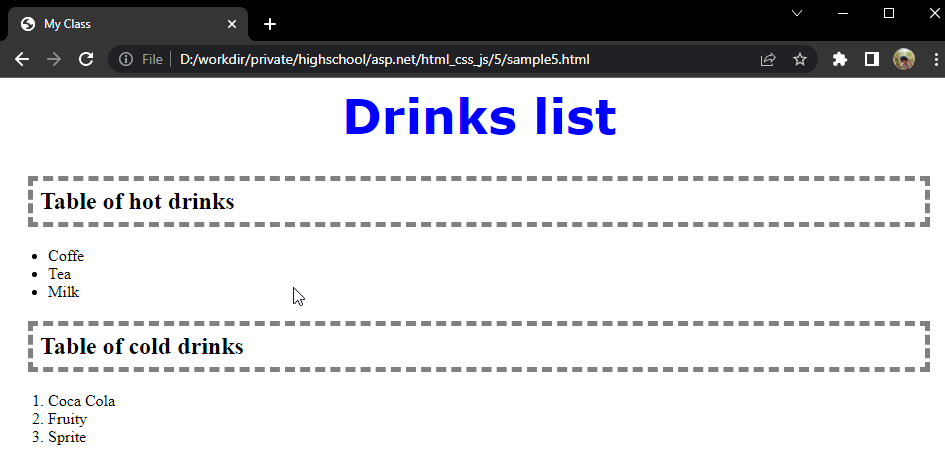 My Class
File D:/workdir/private/highschool/asp.net/html_css_js/5/sample5.html
Drinks list
Table of hot drinks
Coffe
Tea
Milk
Table of cold drinks
1. Coca Cola
2. Fruity
3. Sprite